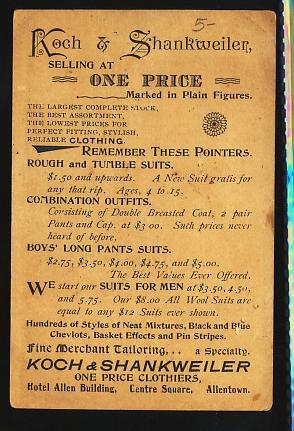 5-
Koch & Shankweiler,
SELLING AT
ONE PRICE
Marked in Plain Figures.
THE LARGEST COMPLETE STOCK,
THE BEST ASSORTMENT,
THE LOWEST PRICES FOR
PERFECT FITTING, STYLISH,
RELIABLE CLOTHING.
REMEMBER THESE POINTERS.
ROUGH and TUMBLE SUITS.
$1.50 and upwards. A New Suit gratis for
any that rip. Ages, 4 to 15.
COMBINATION OUTFITS.
Consisting of Double Breasted Coat, 2 pair
Pants and Cap. at $3 00. Such prices never
heard of before.
BOYS' LONG PANTS SUITS.
$2.75, $3.50, $4.00, $4.75, and $5.00.
The Best Values Ever Offered.
WE start our SUITS FOR MEN at $3.50, 4.50,
and 5.75. Our $8.00 All Wool Suits are
equal to any $12 Suits ever shown.
Hundreds of Styles of Neat Mixtures, Black and Blue
Cheviots, Basket Effects and Pin Stripes.
Fine Merchant Tailoring, . . a Specialty.
KOCH & SHANKWEILER
ONE PRICE CLOTHIERS,
Hotel Allen Building, Centre Square, Allentown.